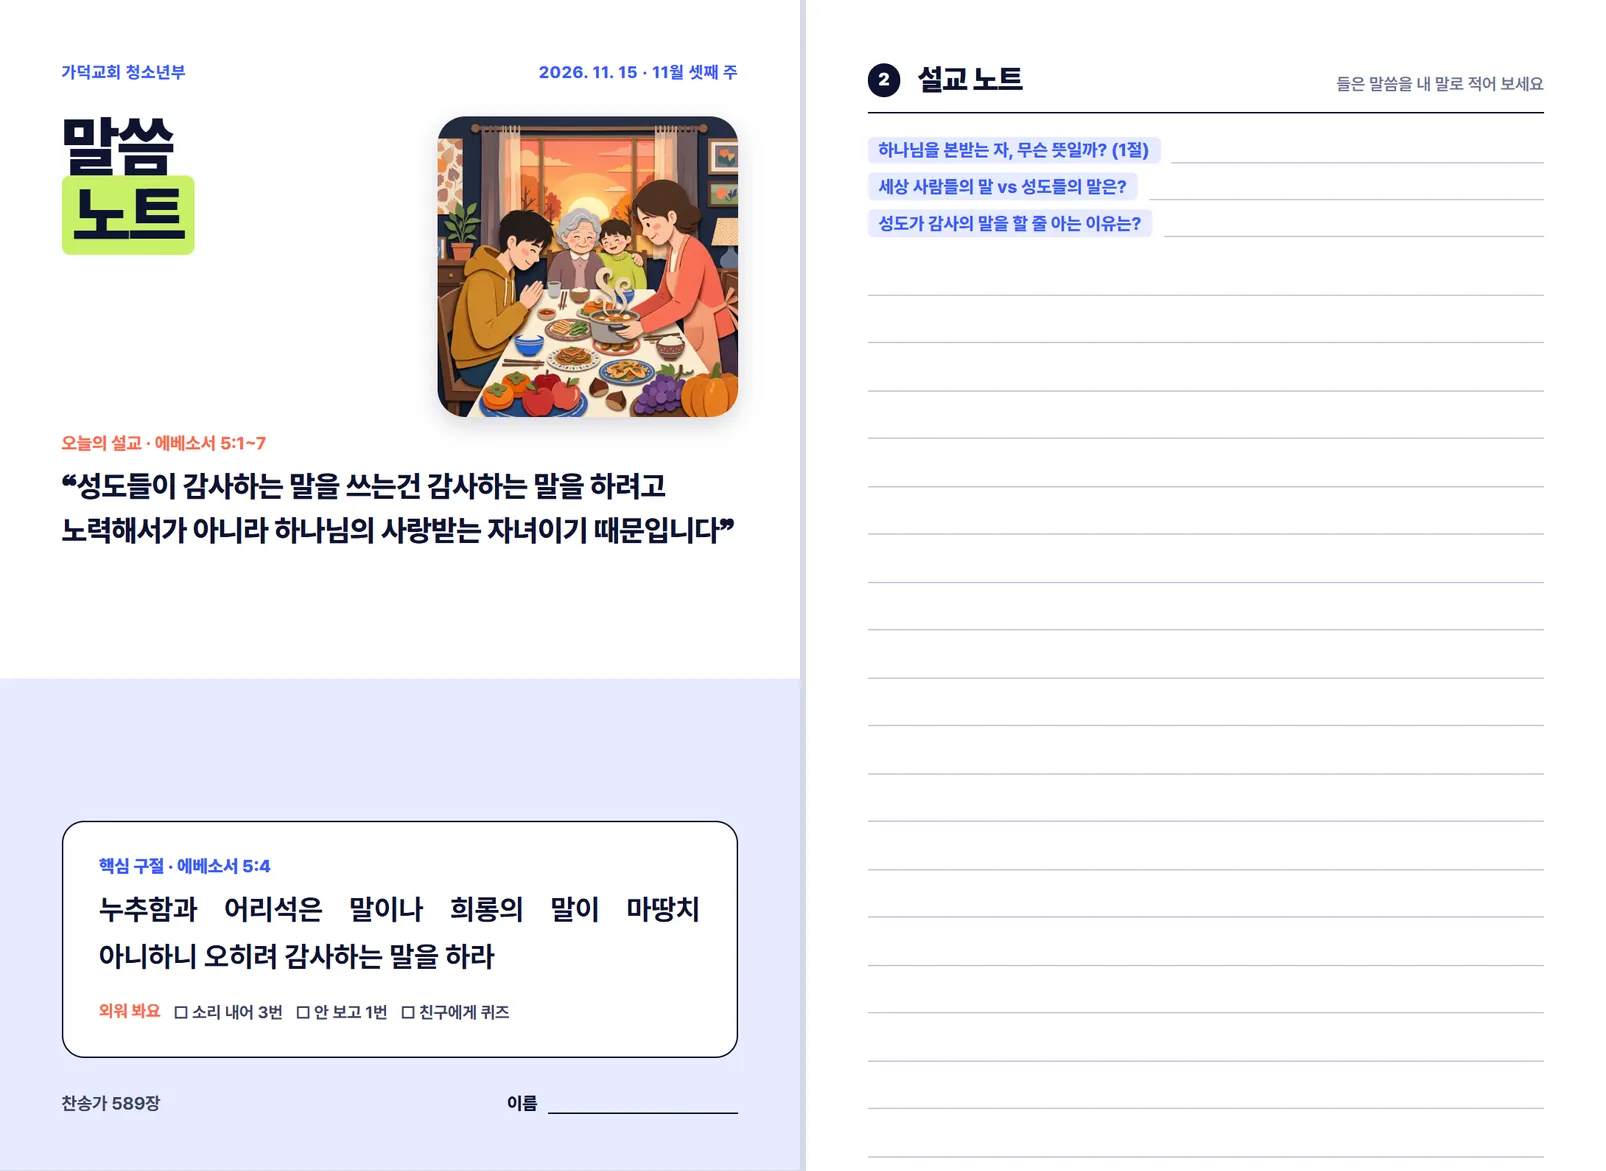 가덕교회 청소년부
2026. 11. 15 · 11월 셋째 주
말씀
노트
오늘의 설교 · 에베소서 5:1~7
“성도들이 감사하는 말을 쓰는건 감사하는 말을 하려고
노력해서가 아니라 하나님의 사랑받는 자녀이기 때문입니다”
핵심 구절 · 에베소서 5:4
누추함과 어리석은 말이나 희롱의 말이 마땅치
아니하니 오히려 감사하는 말을 하라
외워 봐요 ☐ 소리 내어 3번 ☐ 안 보고 1번 ☐ 친구에게 퀴즈
찬송가 589장
이름
2 설교 노트
들은 말씀을 내 말로 적어 보세요
하나님을 본받는 자, 무슨 뜻일까? (1절)
세상 사람들의 말 vs 성도들의 말은?
성도가 감사의 말을 할 줄 아는 이유는?